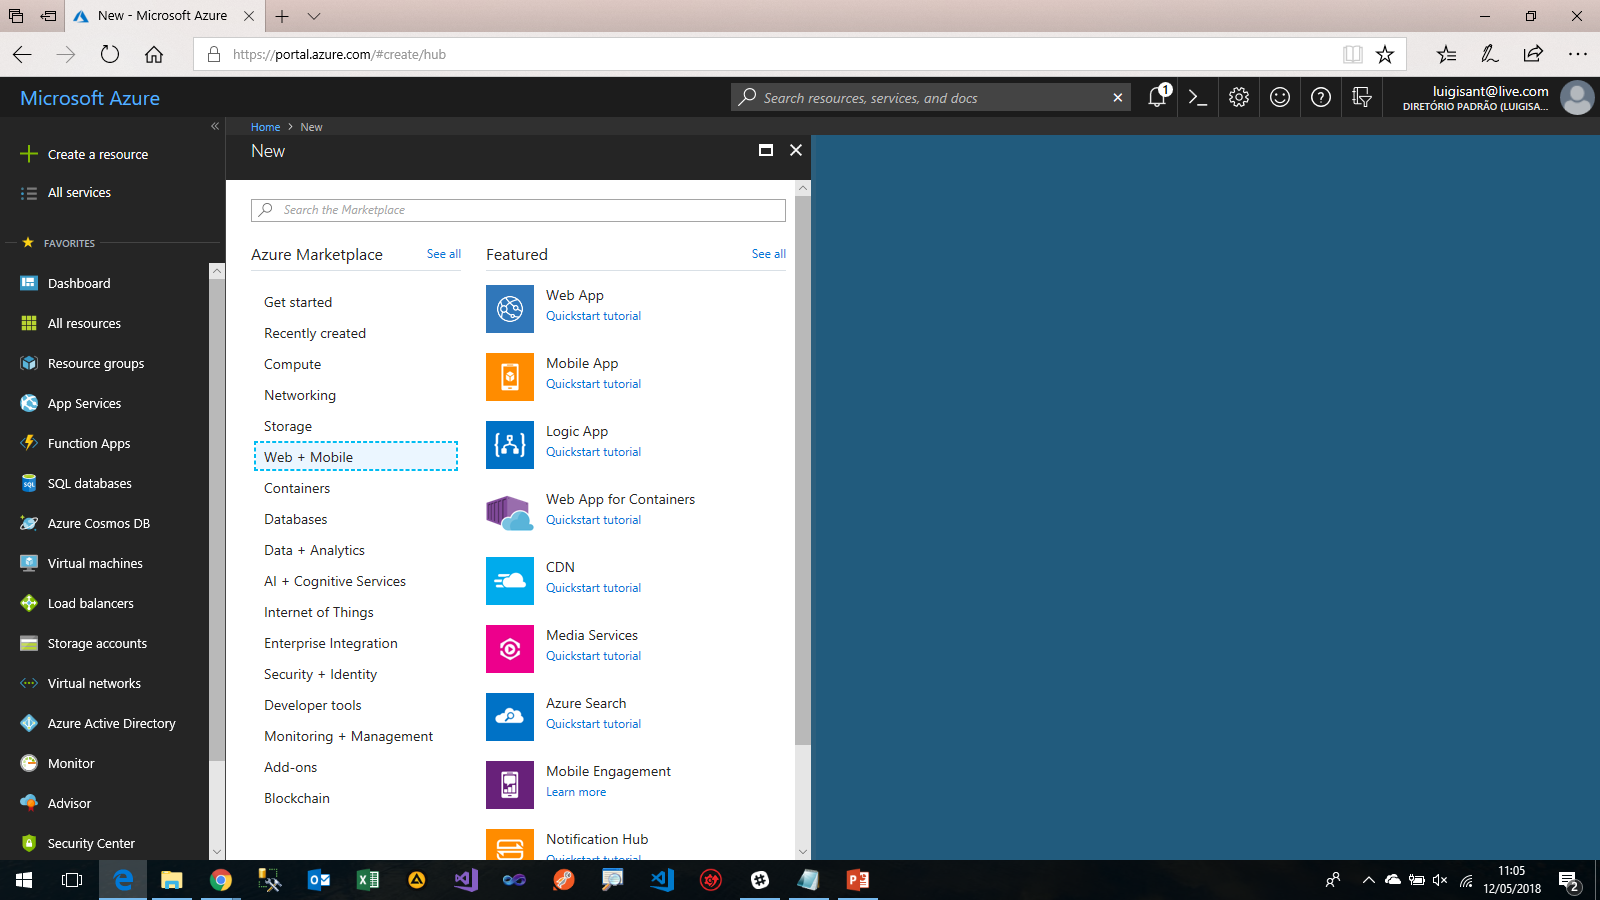 New - Microsoft Azure
https://portal.azure.com/#create/hub
Microsoft Azure
Search resources, services, and docs
1
luigisant@live.com
DIRETÓRIO PADRÃO (LUIGISA...
Create a resource
All services
FAVORITES
Dashboard
All resources
Resource groups
App Services
Function Apps
SQL databases
Azure Cosmos DB
Virtual machines
Load balancers
Storage accounts
Virtual networks
Azure Active Directory
Monitor
Advisor
Security Center
Home > New
New
Search the Marketplace
Azure Marketplace See all
Get started
Recently created
Compute
Networking
Storage
Web + Mobile
Containers
Databases
Data + Analytics
AI + Cognitive Services
Internet of Things
Enterprise Integration
Security + Identity
Developer tools
Monitoring + Management
Add-ons
Blockchain
Featured See all
Web App
Quickstart tutorial
Mobile App
Quickstart tutorial
Logic App
Quickstart tutorial
Web App for Containers
Quickstart tutorial
CDN
Quickstart tutorial
Media Services
Quickstart tutorial
Azure Search
Quickstart tutorial
Mobile Engagement
Learn more
Notification Hub
Quickstart tutorial
11:05
12/05/2018
2